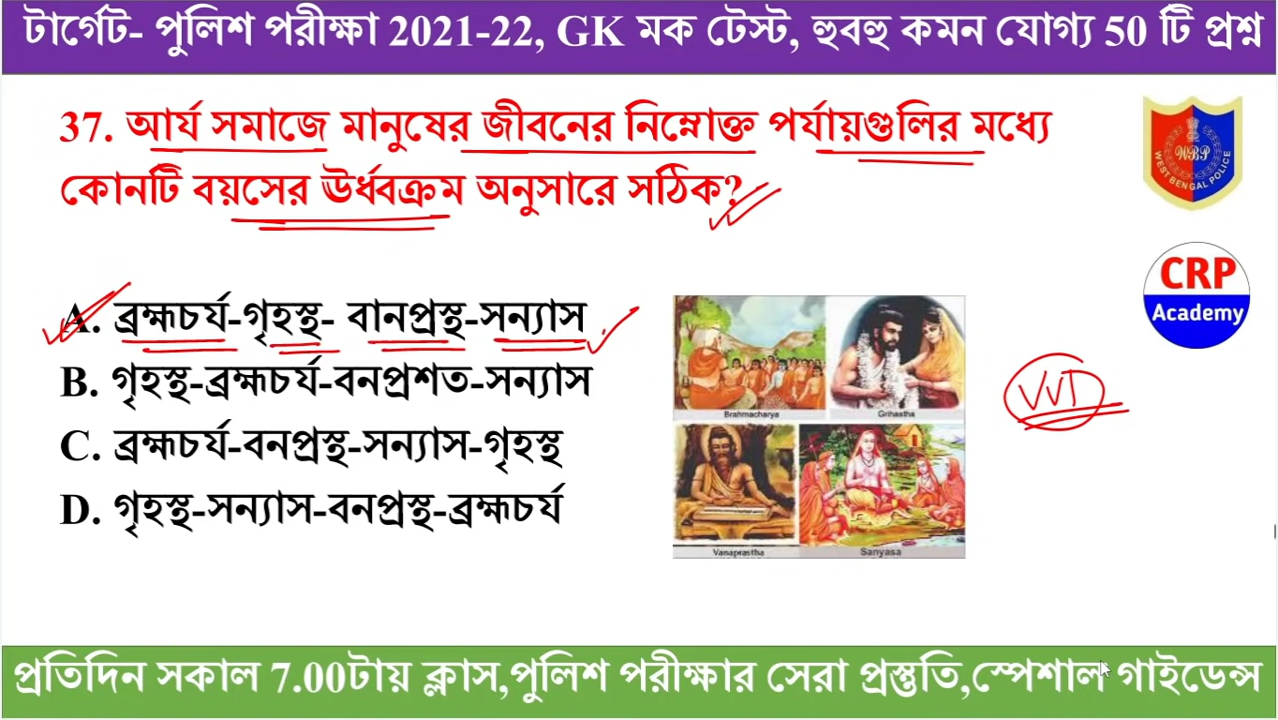 টার্গেট- পুলিশ পরীক্ষা 2021-22, GK মক টেস্ট, হুবহু কমন যোগ্য 50 টি প্রশ্ন
37. আর্য সমাজে মানুষের জীবনের নিম্নোক্ত পর্যায়গুলির মধ্যে
কোনটি বয়সের ঊর্ধবক্রম অনুসারে সঠিক?
A. ব্রহ্মচর্য-গৃহস্থ- বানপ্রস্থ-সন্যাস
B. গৃহস্থ-ব্রহ্মচর্য-বনপ্রশত-সন্যাস
C. ব্রহ্মচর্য-বনপ্রস্থ-সন্যাস-গৃহস্থ
D. গৃহস্থ-সন্যাস-বনপ্রস্থ-ব্রহ্মচর্য
Brahmacharya
Grihastha
Vanaprastha
Sanyasa
WBP
WEST BENGAL POLICE
CRP
Academy
VVI
প্রতিদিন সকাল 7.00টায় ক্লাস,পুলিশ পরীক্ষার সেরা প্রস্তুতি,স্পেশাল গাইডেন্স